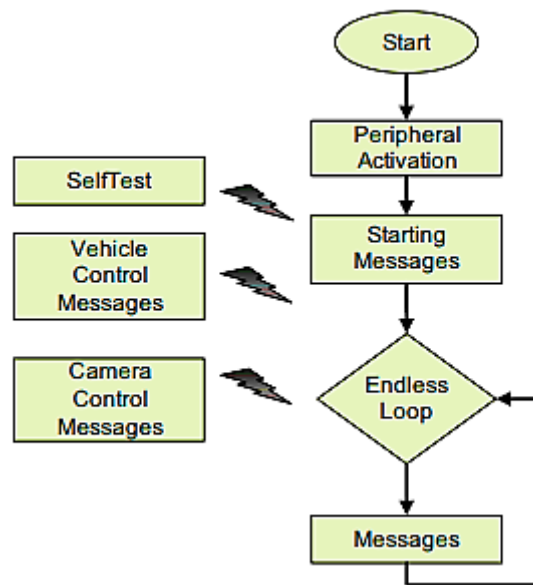 Start
Peripheral
Activation
SelfTest
Starting
Messages
Vehicle
Control
Messages
Camera
Control
Messages
Endless
Loop
Messages